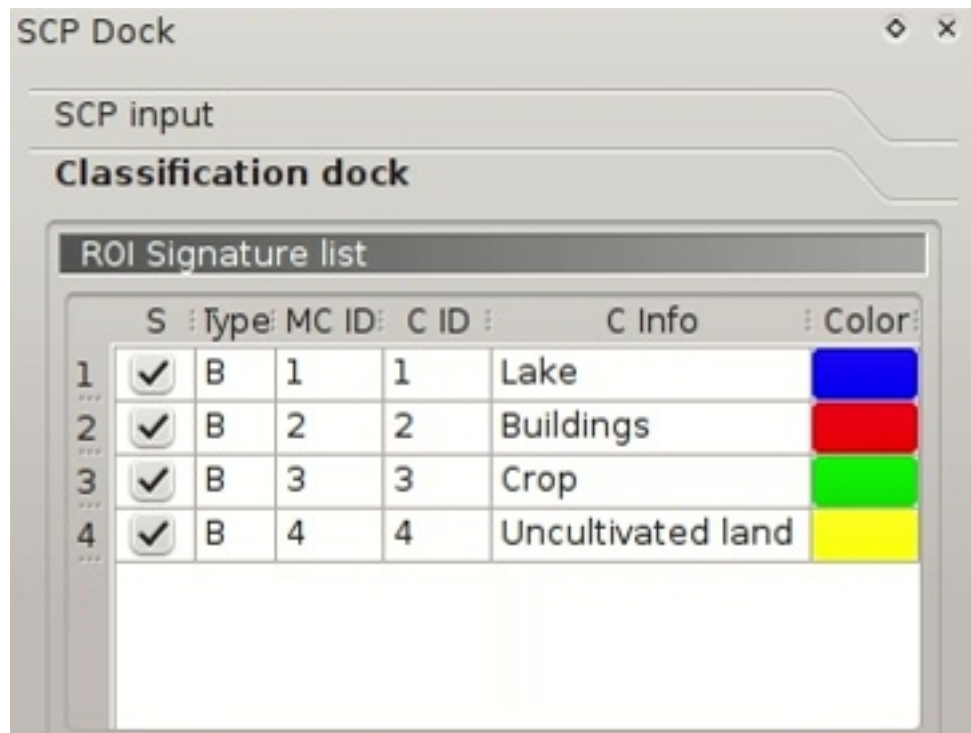 SCP Dock
SCP input
Classification dock
ROI Signature list
S Type MC ID C ID C Info Color
1 B 1 1 Lake
2 B 2 2 Buildings
3 B 3 3 Crop
4 B 4 4 Uncultivated land